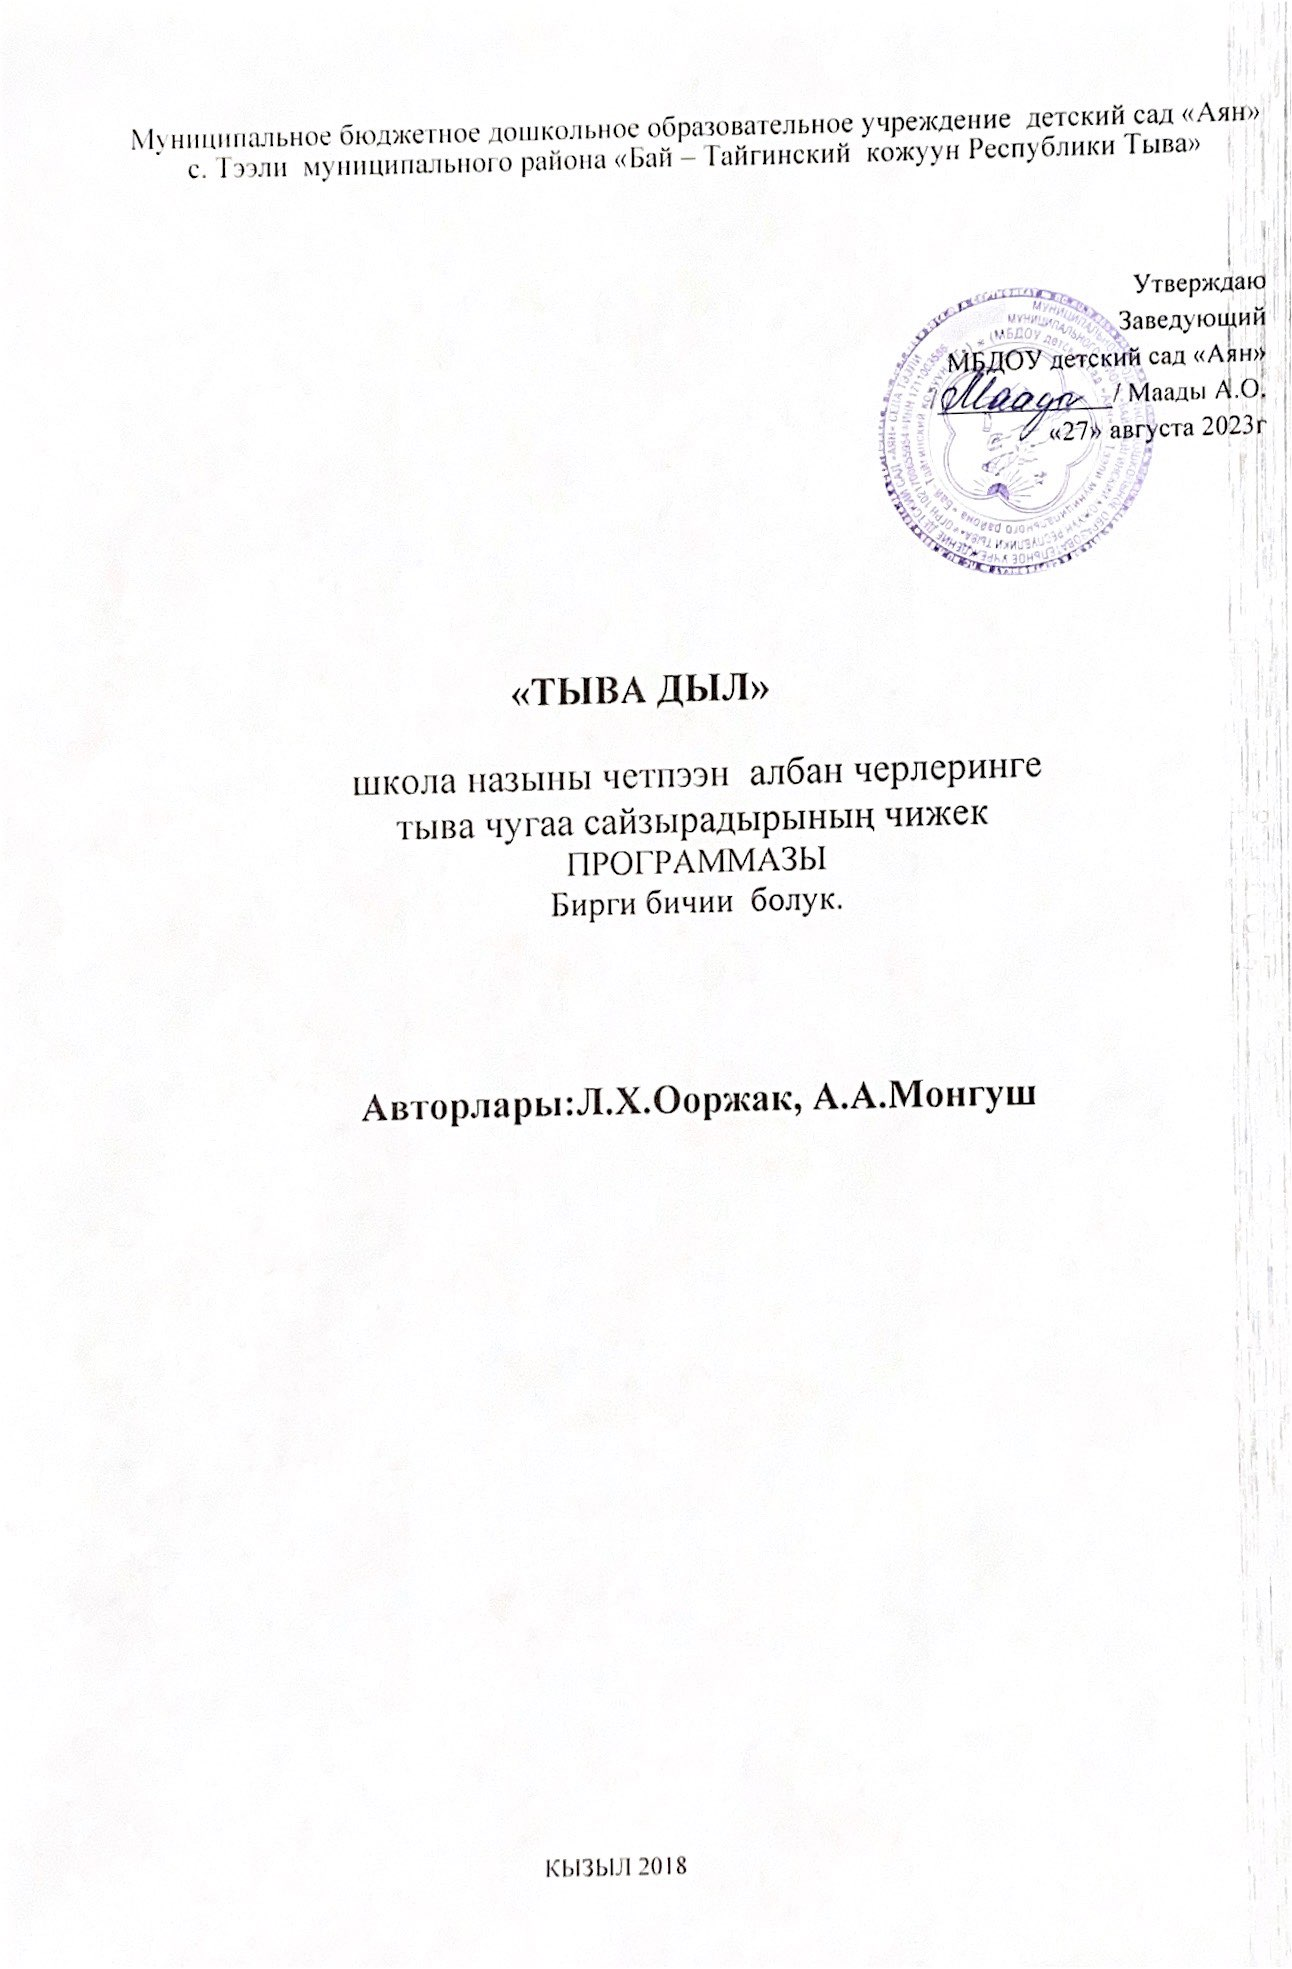 Муниципальное бюджетное дошкольное образовательное учреждение детский сад «Аян»
с. Тээли муниципального района «Бай – Тайгинский кожуун Республики Тыва»
Утверждаю
Заведующий
МБДОУ детский сад «Аян»
Маады / Маады А.О.
«27» августа 2023г
«ТЫВА ДЫЛ»
школа назыны четпээн албан черлеринге
тыва чугаа сайзырадырының чижек
ПРОГРАММАЗЫ
Бирги бичии болук.
Авторлары:Л.Х.Ооржак, А.А.Монгуш
КЫЗЫЛ 2018